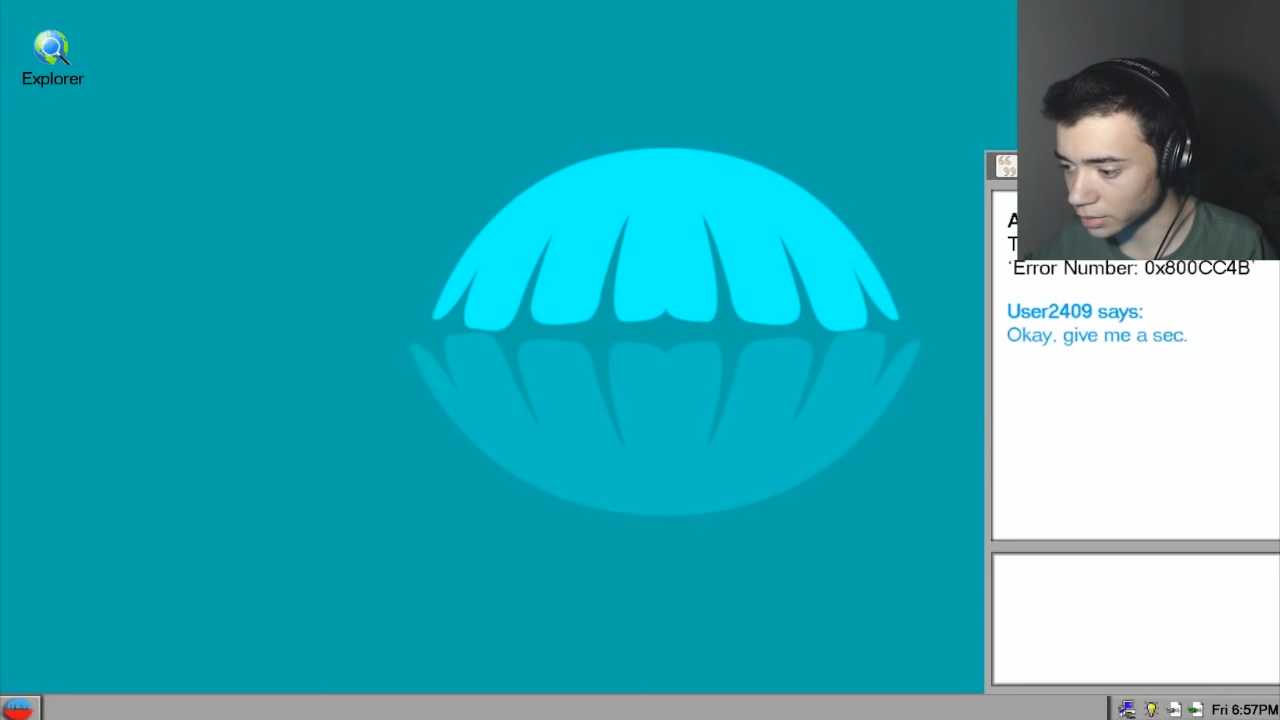 Explorer
'Error Number: 0x800CC4B'
User2409 says:
Okay, give me a sec.
Fri 6:57PM